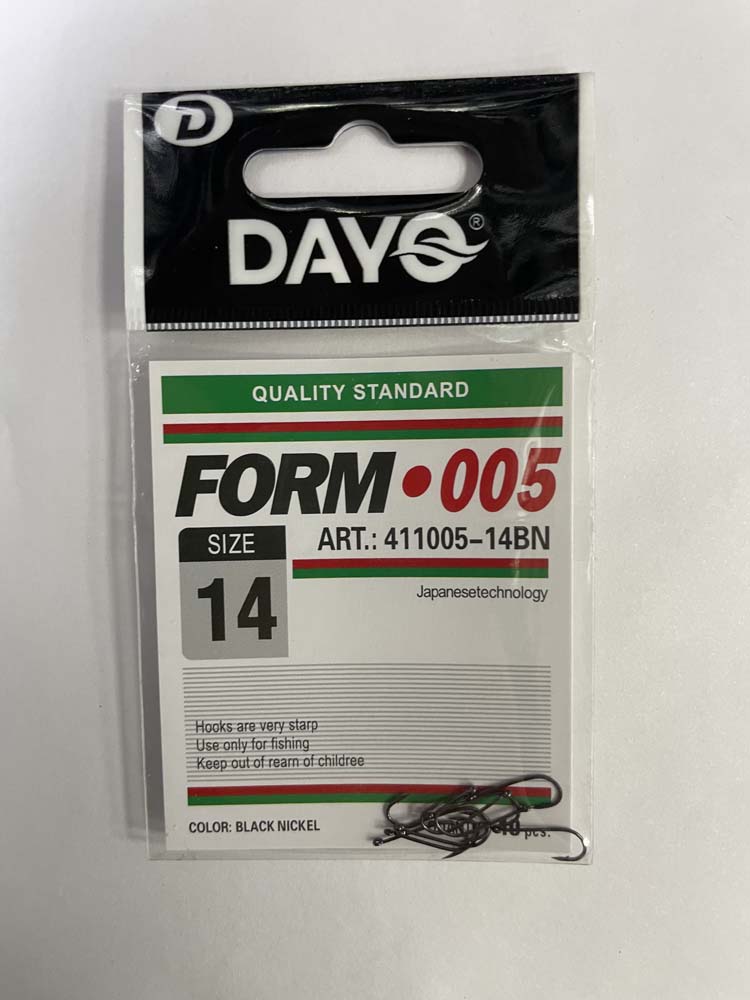 D
DAYO®
QUALITY STANDARD
FORM•005
SIZE
14
ART.: 411005-14BN
Japanesetechnology
Hooks are very starp
Use only for fishing
Keep out of rearn of childree
COLOR: BLACK NICKEL
10 pcs.